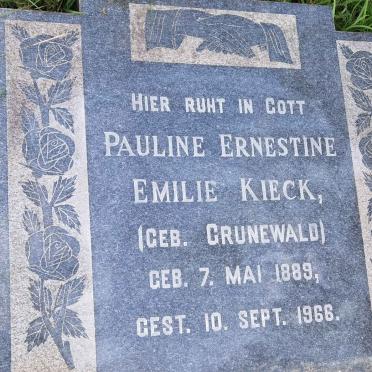 HIER RUHT IN GOTT
PAULINE ERNESTINE
EMILIE KIECK,
(GEB. GRUNEWALD)
GEB. 7. MAI 1889,
GEST. 10. SEPT. 1966.